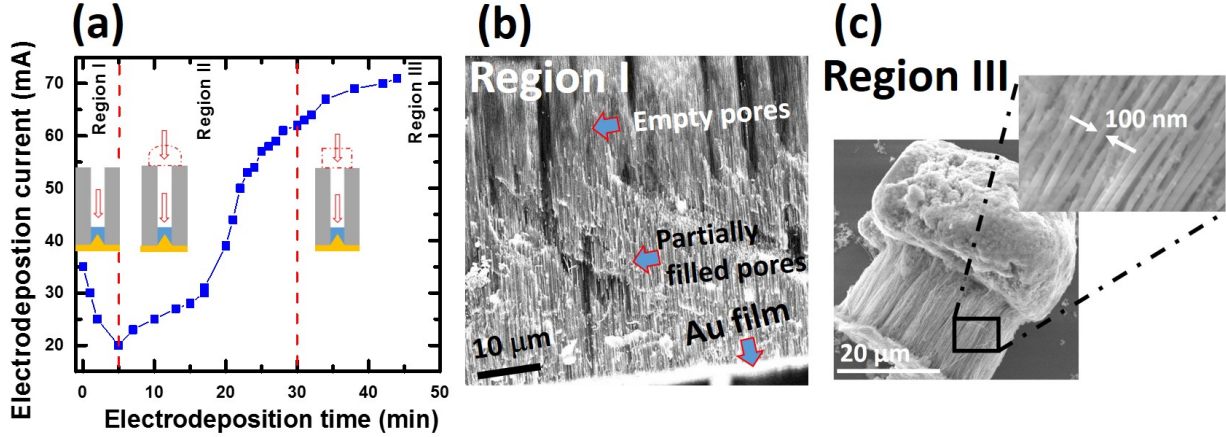 (a)
Electrodepostion current (mA)
70
60
50
40
30
20
0
10
20
30
40
50
Electrodeposition time (min)
Region I
Region II
Region III
(b)
Region I
Empty pores
Partially
filled pores
Au film
10 μm
(c)
Region III
100 nm
20 μm